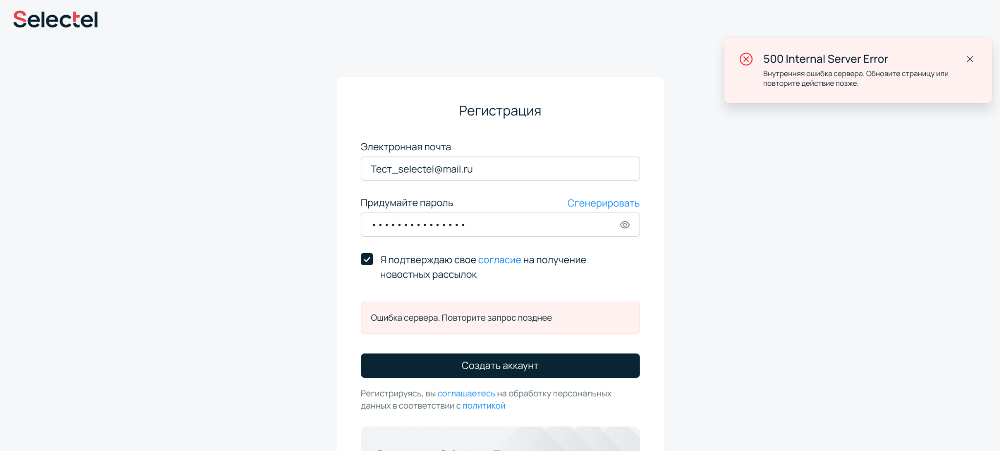 Selectel
500 Internal Server Error
Внутренняя ошибка сервера. Обновите страницу или
повторите действие позже.
Регистрация
Электронная почта
Тест_selectel@mail.ru
Придумайте пароль
Сгенерировать
Я подтверждаю свое согласие на получение
новостных рассылок
Ошибка сервера. Повторите запрос позднее
Создать аккаунт
Регистрируясь, вы соглашаетесь на обработку персональных
данных в соответствии с политикой